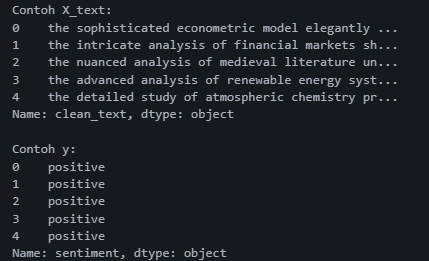 Contoh X_text:
0    the sophisticated econometric model elegantly ...
1    the intricate analysis of financial markets sh...
2    the nuanced analysis of medieval literature un...
3    the advanced analysis of renewable energy syst...
4    the detailed study of atmospheric chemistry pr...
Name: clean_text, dtype: object

Contoh y:
0    positive
1    positive
2    positive
3    positive
4    positive
Name: sentiment, dtype: object